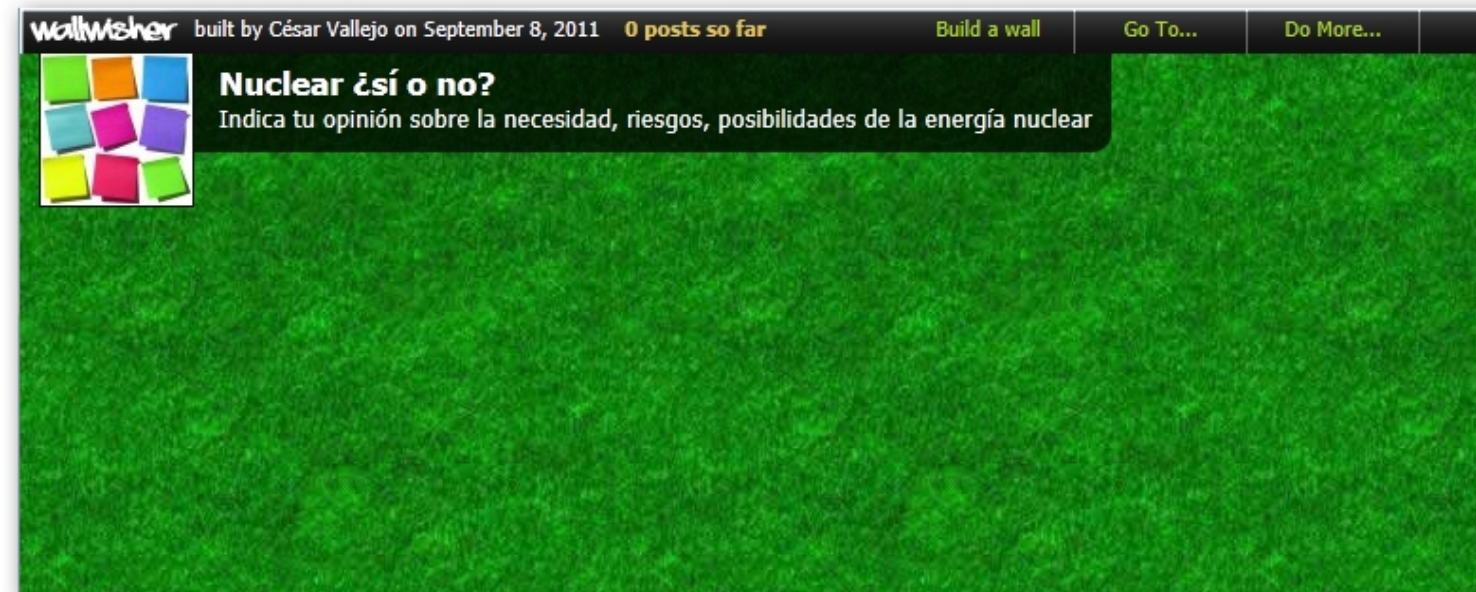 wallwisher built by César Vallejo on September 8, 2011 0 posts so far Build a wall Go To... Do More...
Nuclear ¿sí o no?
Indica tu opinión sobre la necesidad, riesgos, posibilidades de la energía nuclear